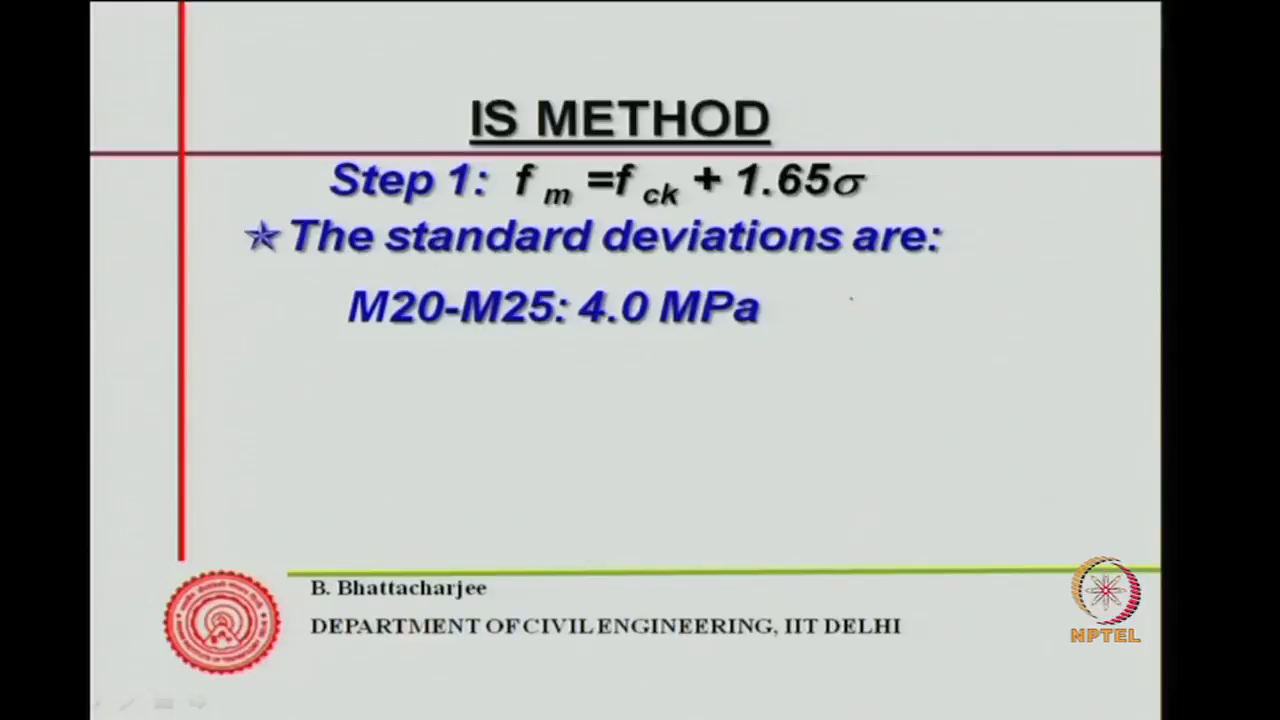 IS METHOD
Step 1: f m =f ck + 1.65σ
The standard deviations are:
M20-M25: 4.0 MPa
B. Bhattacharjee
DEPARTMENT OF CIVIL ENGINEERING, IIT DELHI
NPTEL